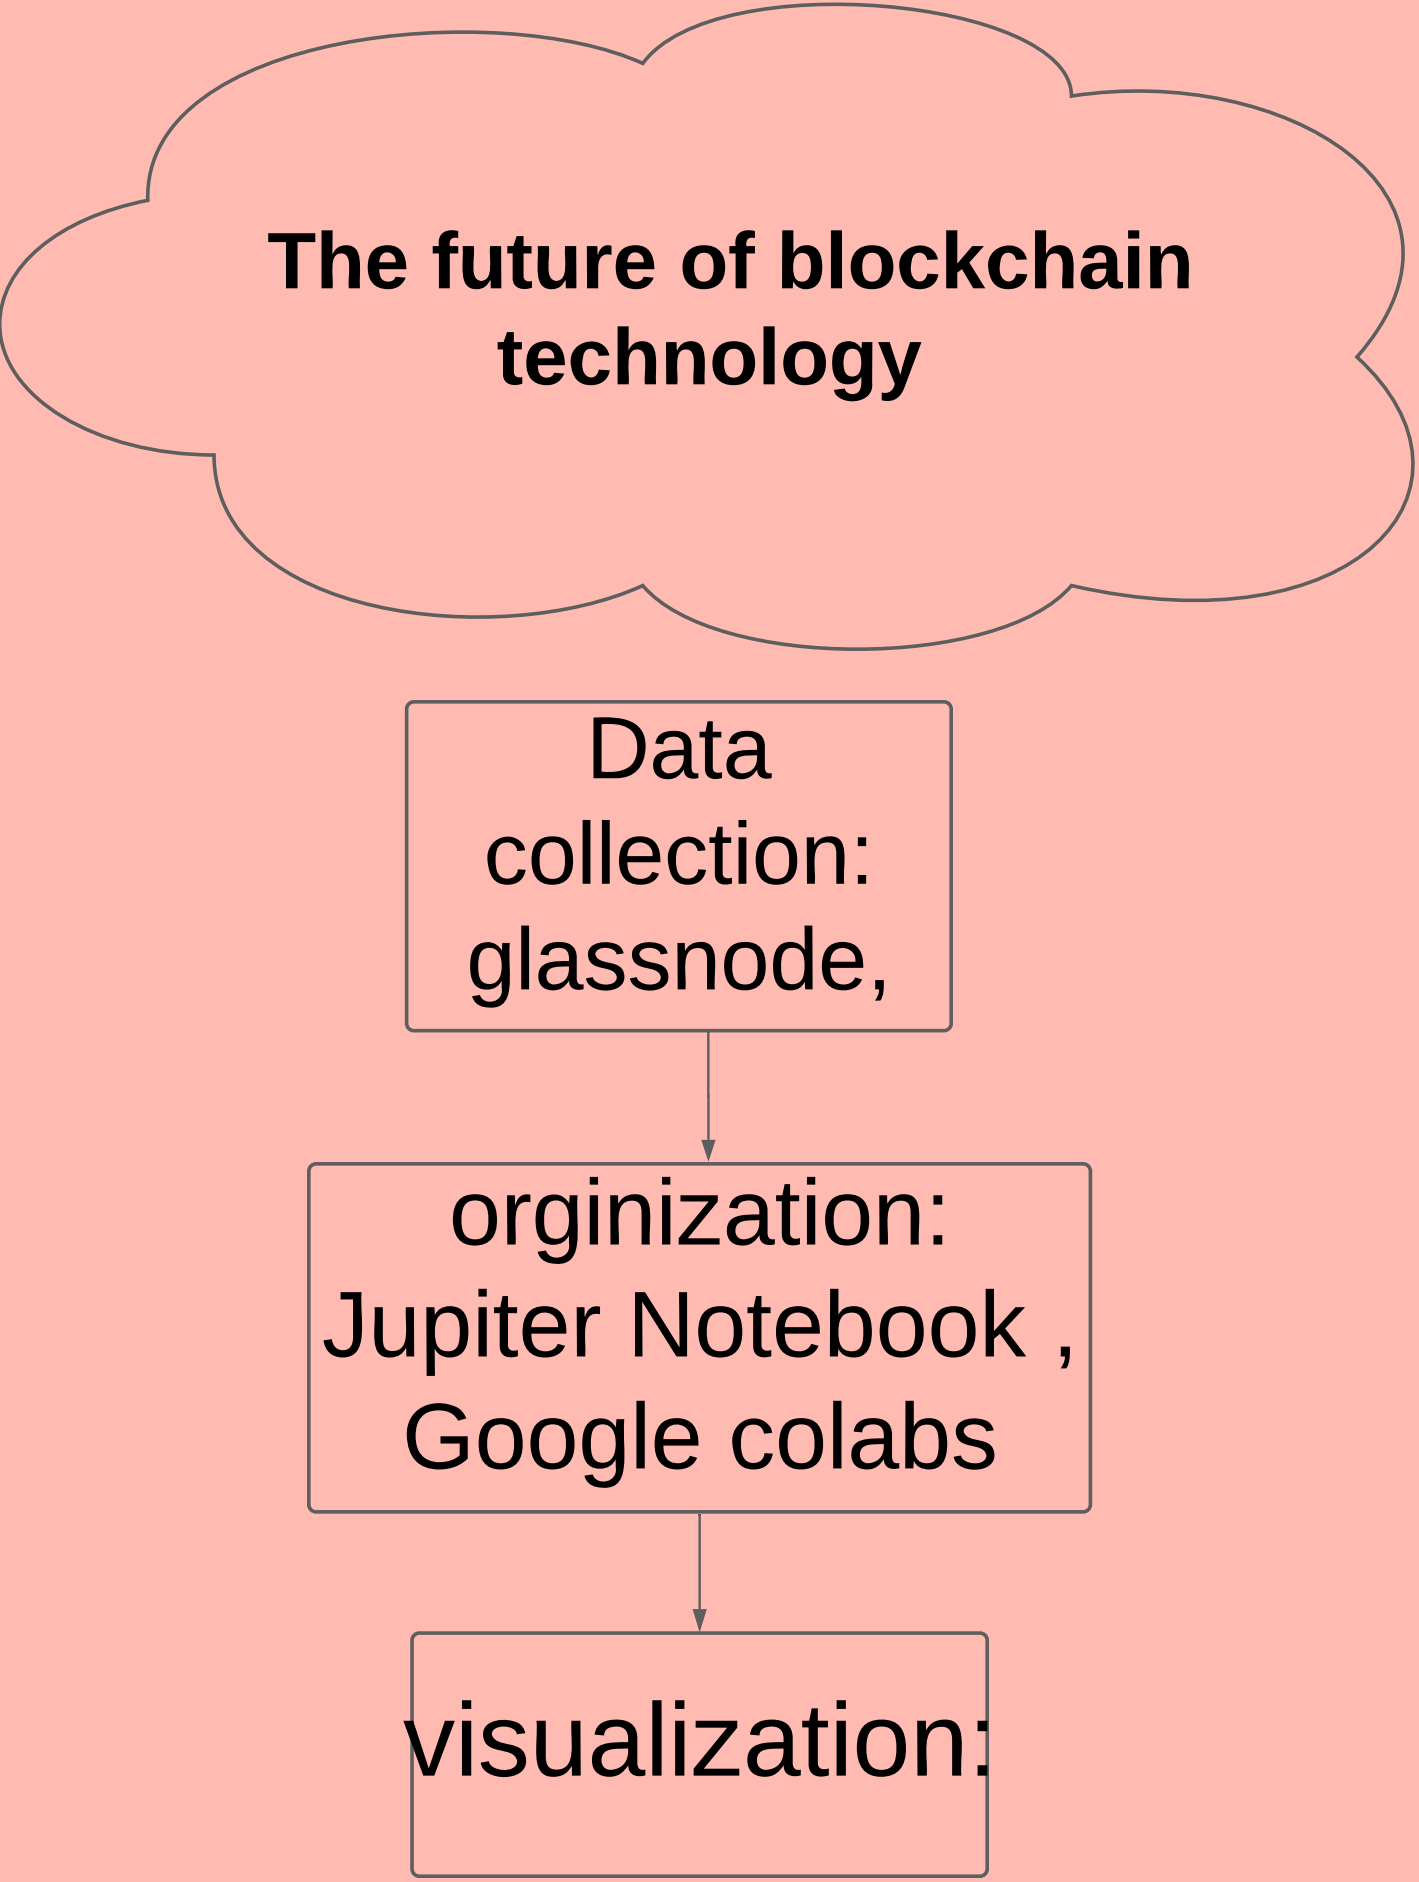 The future of blockchain
technology
Data
collection:
glassnode,
orginization:
Jupiter Notebook ,
Google colabs
visualization: